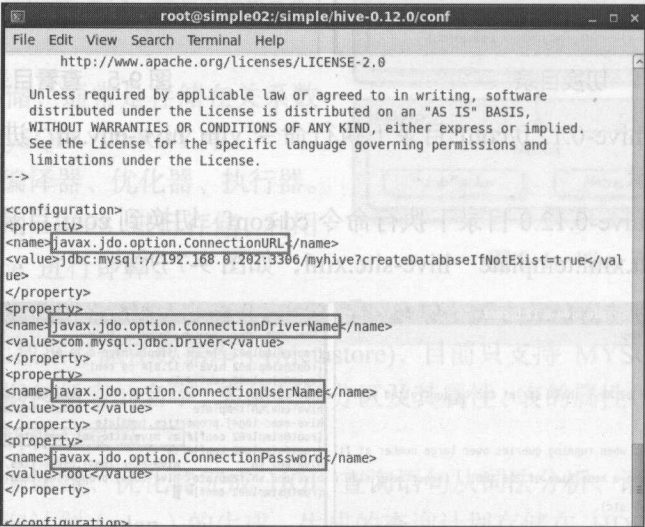 root@simple02:/simple/hive-0.12.0/conf
File Edit View Search Terminal Help
http://www.apache.org/licenses/LICENSE-2.0
Unless required by applicable law or agreed to in writing, software
distributed under the License is distributed on an "AS IS" BASIS,
WITHOUT WARRANTIES OR CONDITIONS OF ANY KIND, either express or implied.
See the License for the specific language governing permissions and
limitations under the License.
-->
<configuration>
<property>
<name>javax.jdo.option.ConnectionURL</name>
<value>jdbc:mysql://192.168.0.202:3306/myhive?createDatabaseIfNotExist=true</val
ue>
</property>
<property>
<name>javax.jdo.option.ConnectionDriverName</name>
<value>com.mysql.jdbc.Driver</value>
</property>
<property>
<name>javax.jdo.option.ConnectionUserName</name>
<value>root</value>
</property>
<property>
<name>javax.jdo.option.ConnectionPassword</name>
<value>root</value>
</property>
</configuration>